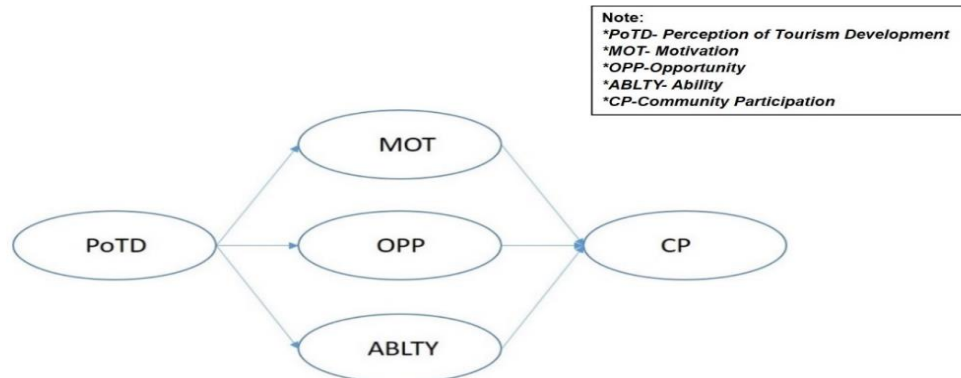 Note:
*PoTD- Perception of Tourism Development
*MOT- Motivation
*OPP-Opportunity
*ABLTY- Ability
*CP-Community Participation
MOT
PoTD
OPP
CP
ABLTY